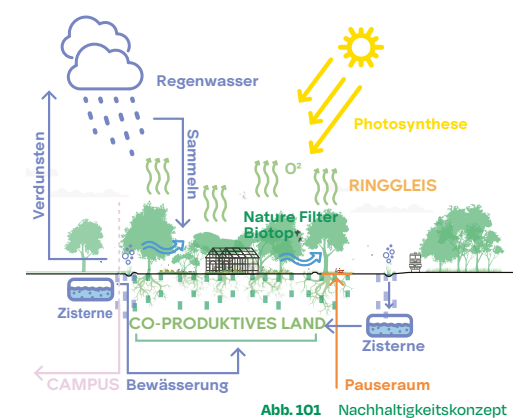 Regenwasser
Photosynthese
Verdunsten
Sammeln
O²
RINGGLEIS
Nature Filter
Biotop
Zisterne
CO-PRODUKTIVES LAND
Zisterne
CAMPUS
Bewässerung
Pauseraum
Abb. 101 Nachhaltigkeitskonzept